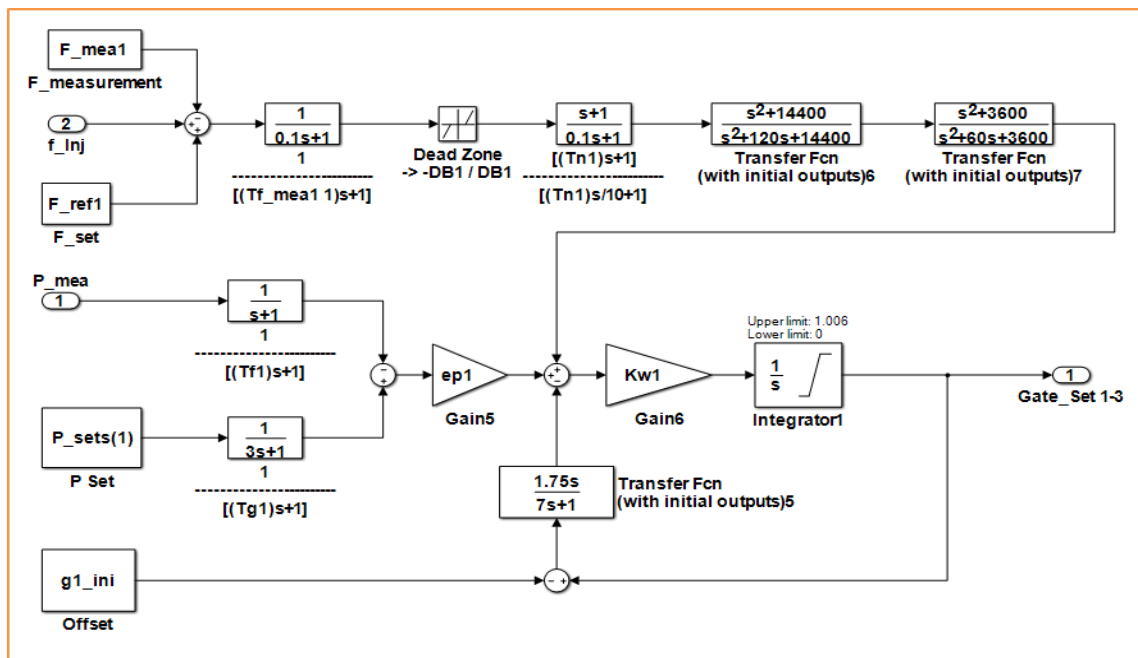 F_mea1
F_measurement
2
f_Inj
F_ref1
F_set
1
0.1s+1
1
[(Tf_mea1 1)s+1]
Dead Zone
-> -DB1 / DB1
s+1
0.1s+1
[(Tn1)s+1]
[(Tn1)s/10+1]
s2+14400
s2+120s+14400
Transfer Fcn
(with initial outputs)6
s2+3600
s2+60s+3600
Transfer Fcn
(with initial outputs)7
P_mea
1
1
s+1
1
[(Tf1)s+1]
P_sets(1)
P Set
1
3s+1
1
[(Tg1)s+1]
ep1
Gain5
Kw1
Gain6
Upper limit: 1.006
Lower limit: 0
1
s
Integrator1
1
Gate_Set 1-3
1.75s
7s+1
Transfer Fcn
(with initial outputs)5
g1_ini
Offset